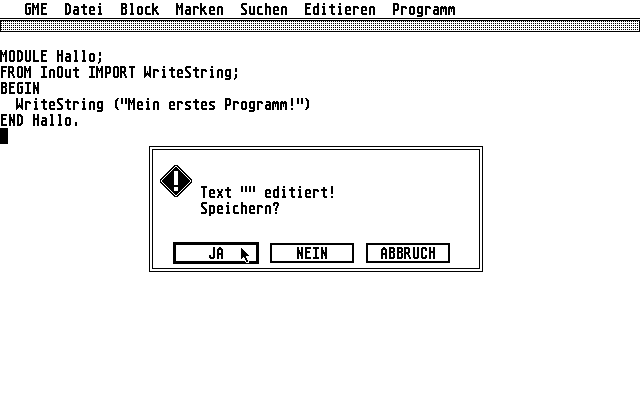 GME Datei Block Marken Suchen Editieren Programm
MODULE Hallo;
FROM InOut IMPORT WriteString;
BEGIN
  WriteString ("Mein erstes Programm!")
END Hallo.
Text "" editiert!
Speichern?
JA NEIN ABBRUCH